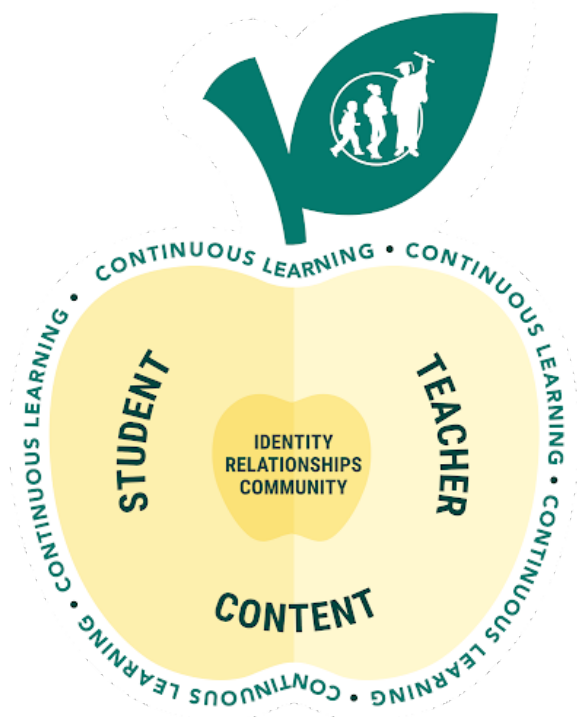 CONTINUOUS LEARNING • CONTINUOUS LEARNING • CONTINUOUS LEARNING • CONTINUOUS LEARNING • CONTINUOUS LEARNING •
STUDENT
TEACHER
IDENTITY
RELATIONSHIPS
COMMUNITY
CONTENT